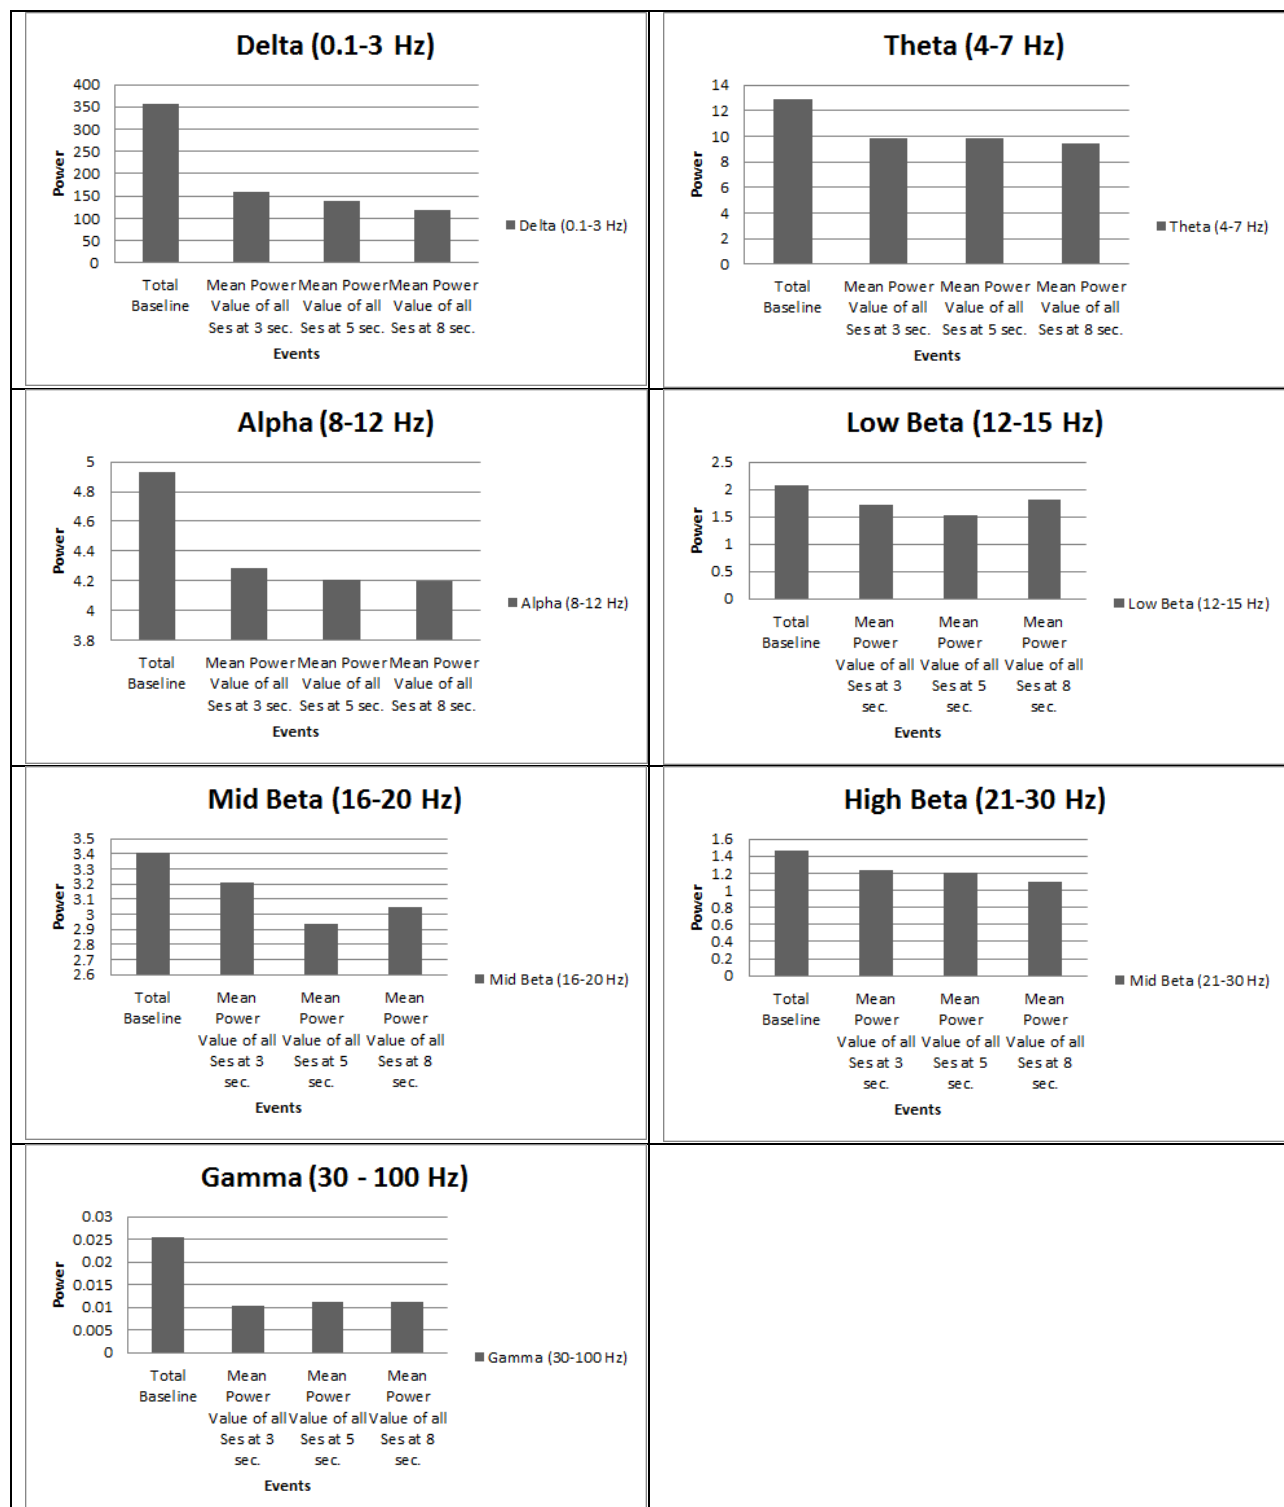 Delta (0.1-3 Hz)
400
350
300
250
200
150
100
50
0
Power
Total
Baseline
Mean Power
Value of all
Ses at 3 sec.
Mean Power
Value of all
Ses at 5 sec.
Mean Power
Value of all
Ses at 8 sec.
Events
Delta (0.1-3 Hz)
Theta (4-7 Hz)
14
12
10
8
6
4
2
0
Power
Total
Baseline
Mean Power
Value of all
Ses at 3 sec.
Mean Power
Value of all
Ses at 5 sec.
Mean Power
Value of all
Ses at 8 sec.
Events
Theta (4-7 Hz)
Alpha (8-12 Hz)
5
4.8
4.6
4.4
4.2
4
3.8
Power
Total
Baseline
Mean Power
Value of all
Ses at 3 sec.
Mean Power
Value of all
Ses at 5 sec.
Mean Power
Value of all
Ses at 8 sec.
Events
Alpha (8-12 Hz)
Low Beta (12-15 Hz)
2.5
2
1.5
1
0.5
0
Power
Total
Baseline
Mean
Power
Value of all
Ses at 3
sec.
Mean
Power
Value of all
Ses at 5
sec.
Mean
Power
Value of all
Ses at 8
sec.
Events
Low Beta (12-15 Hz)
Mid Beta (16-20 Hz)
3.5
3.4
3.3
3.2
3.1
3
2.9
2.8
2.7
2.6
Power
Total
Baseline
Mean
Power
Value of all
Ses at 3
sec.
Mean
Power
Value of all
Ses at 5
sec.
Mean
Power
Value of all
Ses at 8
sec.
Events
Mid Beta (16-20 Hz)
High Beta (21-30 Hz)
1.6
1.4
1.2
1
0.8
0.6
0.4
0.2
0
Power
Total
Baseline
Mean
Power
Value of all
Ses at 3
sec.
Mean
Power
Value of all
Ses at 5
sec.
Mean
Power
Value of all
Ses at 8
sec.
Events
Mid Beta (21-30 Hz)
Gamma (30 - 100 Hz)
0.03
0.025
0.02
0.015
0.01
0.005
0
Power
Total
Baseline
Mean
Power
Value of all
Ses at 3
sec.
Mean
Power
Value of all
Ses at 5
sec.
Mean
Power
Value of all
Ses at 8
sec.
Events
Gamma (30-100 Hz)